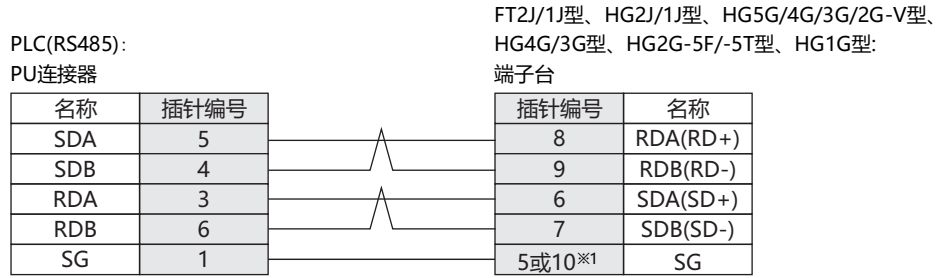 FT2J/1J型、HG2J/1J型、HG5G/4G/3G/2G-V型、
PLC(RS485): HG4G/3G型、HG2G-5F/-5T型、HG1G型:
PU连接器 端子台
名称 插针编号 插针编号 名称
SDA 5 8 RDA(RD+)
SDB 4 9 RDB(RD-)
RDA 3 6 SDA(SD+)
RDB 6 7 SDB(SD-)
SG 1 5或10※1 SG